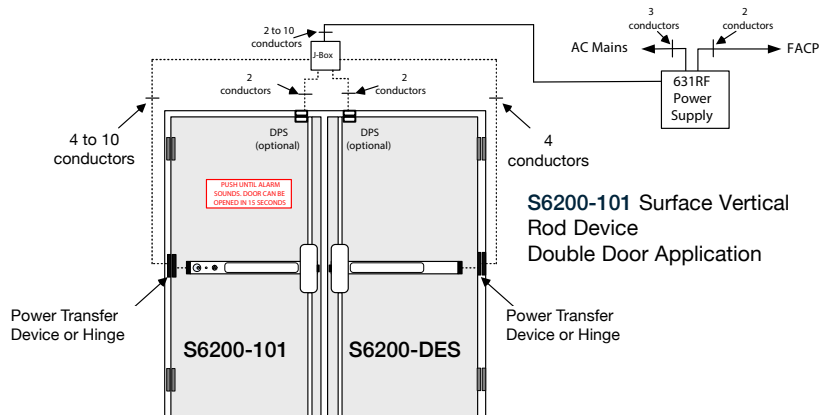 2 to 10
conductors
J-Box
3
conductors
2
conductors
AC Mains
FACP
631RF
Power
Supply
2
conductors
2
conductors
4 to 10
conductors
DPS
(optional)
DPS
(optional)
4
conductors
PUSH UNTIL ALARM
SOUNDS. DOOR CAN BE
OPENED IN 15 SECONDS
S6200-101 Surface Vertical
Rod Device
Double Door Application
Power Transfer
Device or Hinge
Power Transfer
Device or Hinge
S6200-101
S6200-DES